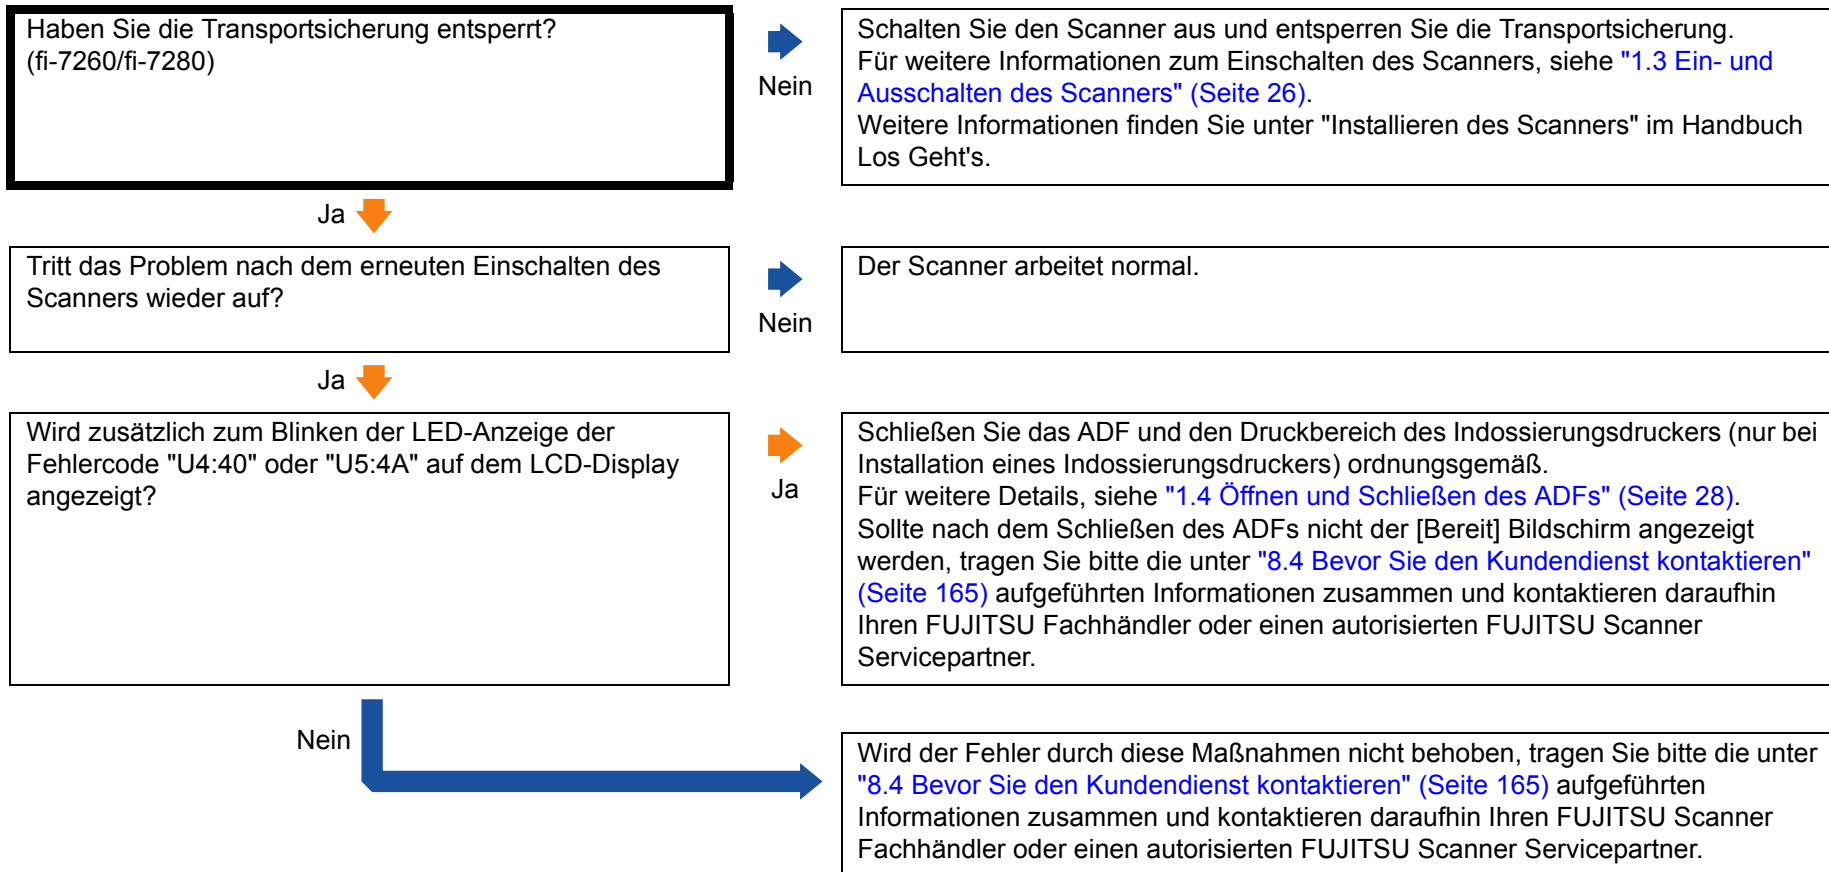 Haben Sie die Transportsicherung entsperrt?
(fi-7260/fi-7280)
Nein
Schalten Sie den Scanner aus und entsperren Sie die Transportsicherung.
Für weitere Informationen zum Einschalten des Scanners, siehe "1.3 Ein- und
Ausschalten des Scanners" (Seite 26).
Weitere Informationen finden Sie unter "Installieren des Scanners" im Handbuch
Los Geht's.
Ja
Tritt das Problem nach dem erneuten Einschalten des
Scanners wieder auf?
Nein
Der Scanner arbeitet normal.
Ja
Wird zusätzlich zum Blinken der LED-Anzeige der
Fehlercode "U4:40" oder "U5:4A" auf dem LCD-Display
angezeigt?
Ja
Schließen Sie das ADF und den Druckbereich des Indossierungsdruckers (nur bei
Installation eines Indossierungsdruckers) ordnungsgemäß.
Für weitere Details, siehe "1.4 Öffnen und Schließen des ADFs" (Seite 28).
Sollte nach dem Schließen des ADFs nicht der [Bereit] Bildschirm angezeigt
werden, tragen Sie bitte die unter "8.4 Bevor Sie den Kundendienst kontaktieren"
(Seite 165) aufgeführten Informationen zusammen und kontaktieren daraufhin
Ihren FUJITSU Fachhändler oder einen autorisierten FUJITSU Scanner
Servicepartner.
Nein
Wird der Fehler durch diese Maßnahmen nicht behoben, tragen Sie bitte die unter
"8.4 Bevor Sie den Kundendienst kontaktieren" (Seite 165) aufgeführten
Informationen zusammen und kontaktieren daraufhin Ihren FUJITSU Scanner
Fachhändler oder einen autorisierten FUJITSU Scanner Servicepartner.